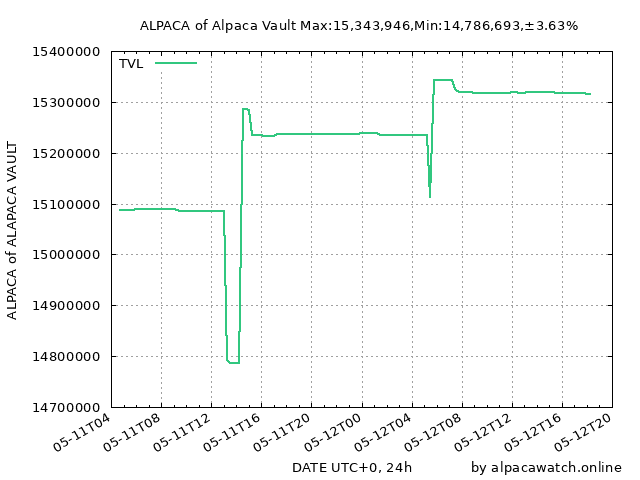 ALPACA of Alpaca Vault Max:15,343,946,Min:14,786,693,±3.63%
TVL
15400000
15300000
15200000
15100000
15000000
14900000
14800000
14700000
ALPACA of ALAPACA VAULT
05-11T04
05-11T08
05-11T12
05-11T16
05-11T20
05-12T00
05-12T04
05-12T08
05-12T12
05-12T16
05-12T20
DATE UTC+0, 24h
by alpacawatch.online